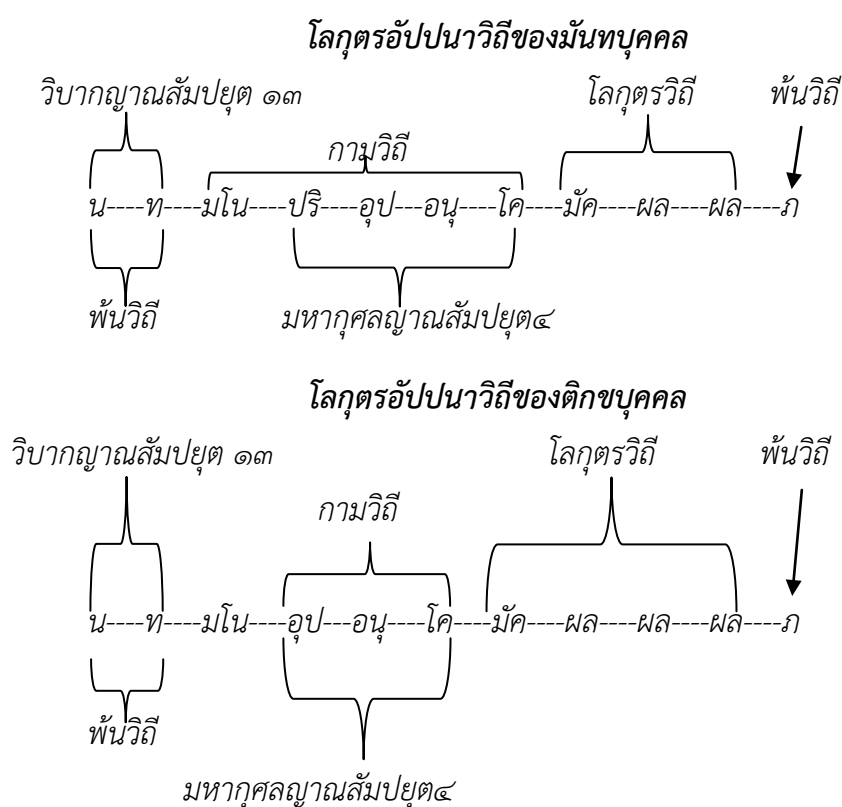 โลกุตรอัปปนาวิถีของมันทบุคคล
วิบากญาณสัมปยุต ๑๓ โลกุตรวิถี พ้นวิถี
กามวิถี
น----ท----มโน----ปริ----อุป---อนุ----โค----มัค----ผล----ผล----ภ
พ้นวิถี มหากุศลญาณสัมปยุต๔
โลกุตรอัปปนาวิถีของติกขบุคคล
วิบากญาณสัมปยุต ๑๓ โลกุตรวิถี พ้นวิถี
กามวิถี
น----ท----มโน----อุป---อนุ----โค----มัค----ผล----ผล----ผล----ภ
พ้นวิถี
มหากุศลญาณสัมปยุต๔